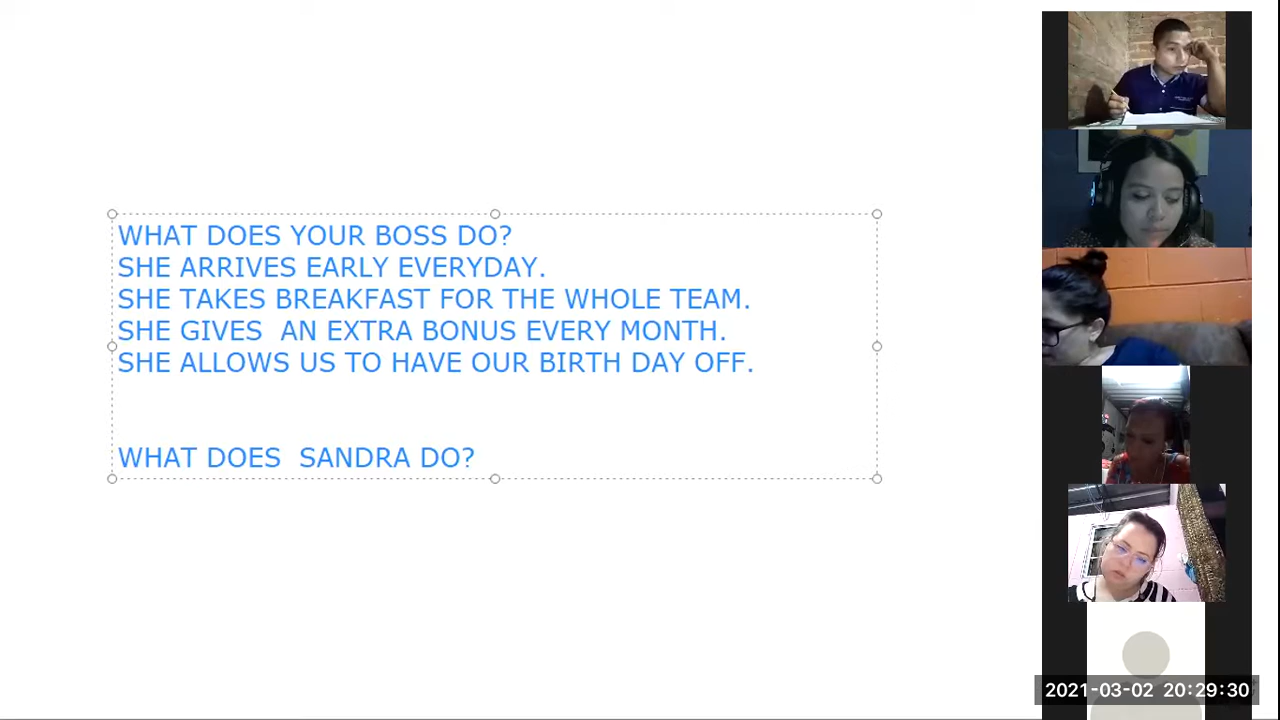 WHAT DOES YOUR BOSS DO?
SHE ARRIVES EARLY EVERYDAY.
SHE TAKES BREAKFAST FOR THE WHOLE TEAM.
SHE GIVES  AN EXTRA BONUS EVERY MONTH.
SHE ALLOWS US TO HAVE OUR BIRTH DAY OFF.
WHAT DOES  SANDRA DO?
2021-03-02 20:29:30